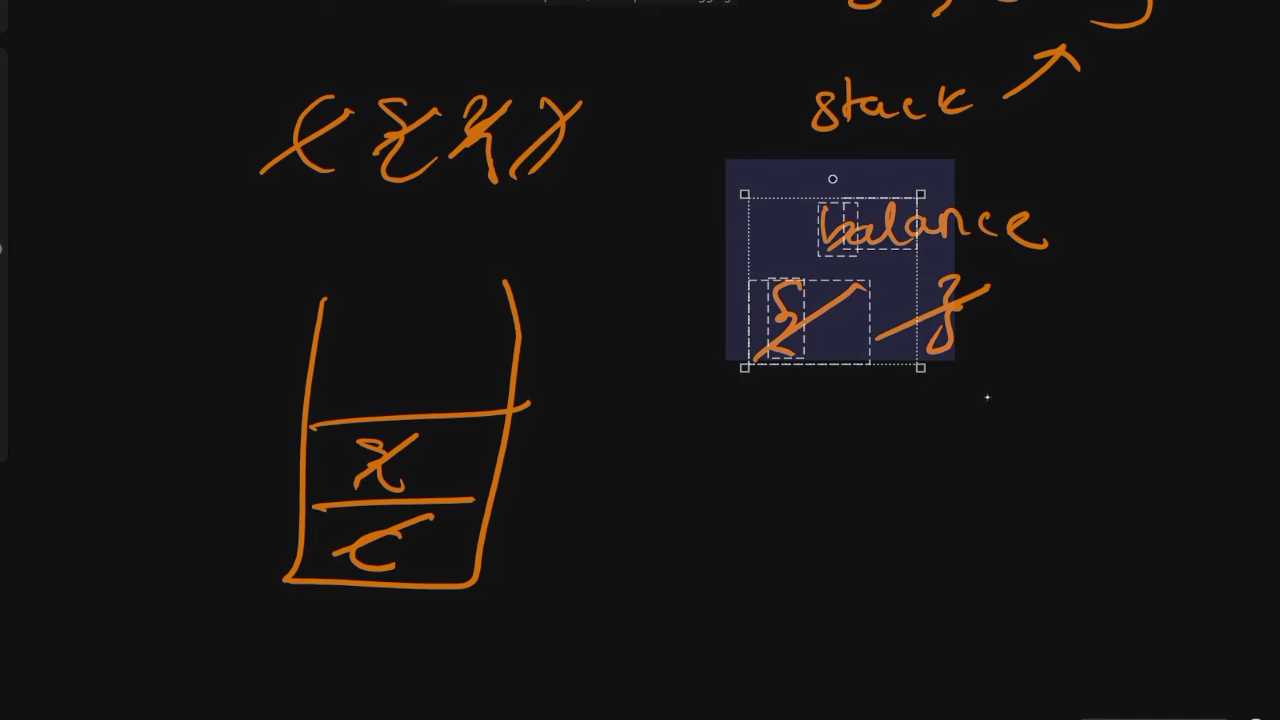 stack
( { } )
balance
{ }
{
(